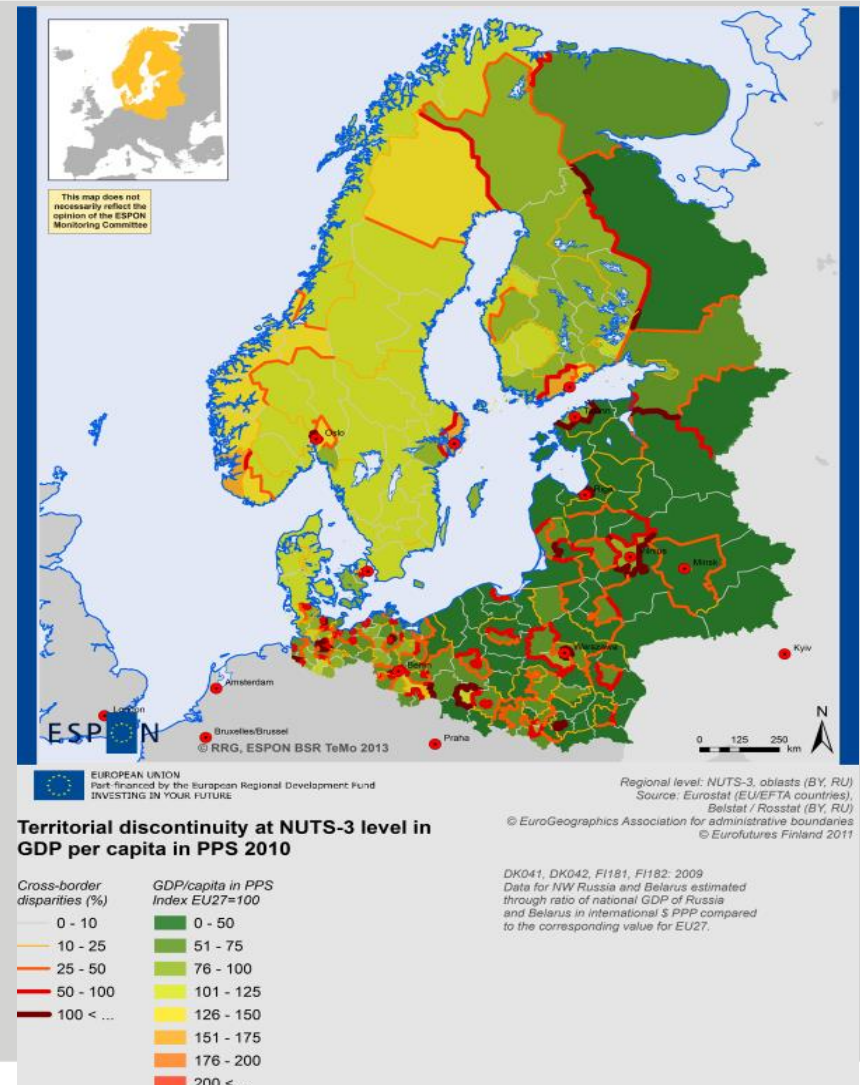 This map does not
necessarily reflect the
opinion of the ESPON
Monitoring Committee
Oslo
Tallinn
Riga
Vilnius
Minsk
Warszawa
Kyiv
Berlin
Amsterdam
London
Bruxelles/Brussel
Praha
ESPON
© RRG, ESPON BSR TeMo 2013
N
0 125 250
km
EUROPEAN UNION
Part-financed by the European Regional Development Fund
INVESTING IN YOUR FUTURE
Regional level: NUTS-3, oblasts (BY, RU)
Source: Eurostat (EU/EFTA countries),
Belstat / Rosstat (BY, RU)
© EuroGeographics Association for administrative boundaries
© Eurofutures Finland 2011
Territorial discontinuity at NUTS-3 level in
GDP per capita in PPS 2010
DK041, DK042, FI181, FI182: 2009
Data for NW Russia and Belarus estimated
through ratio of national GDP of Russia
and Belarus in international $ PPP compared
to the corresponding value for EU27.
Cross-border
disparities (%)
0 - 10
10 - 25
25 - 50
50 - 100
100 < ...
GDP/capita in PPS
Index EU27=100
0 - 50
51 - 75
76 - 100
101 - 125
126 - 150
151 - 175
176 - 200
200 < ...